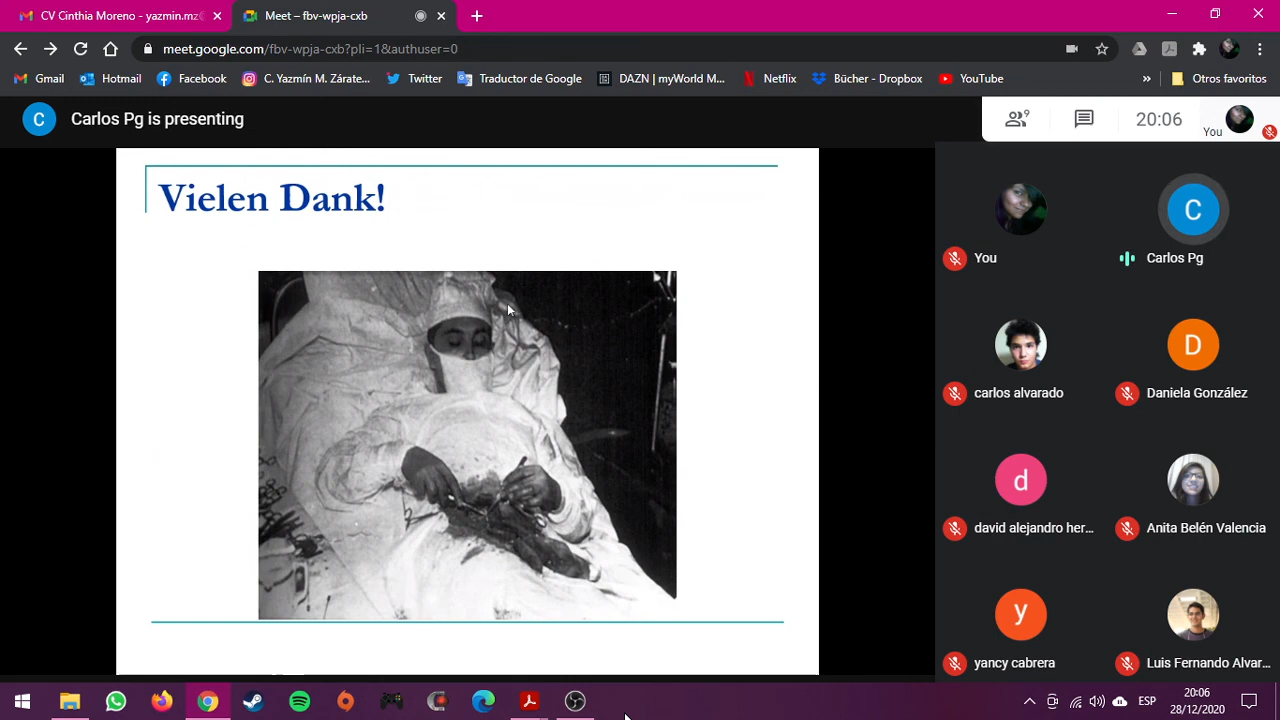 CV Cinthia Moreno - yazmin.mz
Meet – fbv-wpja-cxb
meet.google.com/fbv-wpja-cxb?pli=1&authuser=0
Gmail
Hotmail
Facebook
C. Yazmín M. Zárate...
Twitter
Traductor de Google
DAZN | myWorld M...
Netflix
Bücher - Dropbox
YouTube
»
Otros favoritos
C
Carlos Pg is presenting
9
20:06
You
Vielen Dank!
You
C
Carlos Pg
carlos alvarado
D
Daniela González
d
david alejandro her...
Anita Belén Valencia
y
yancy cabrera
Luis Fernando Alvar...
ESP
20:06
28/12/2020